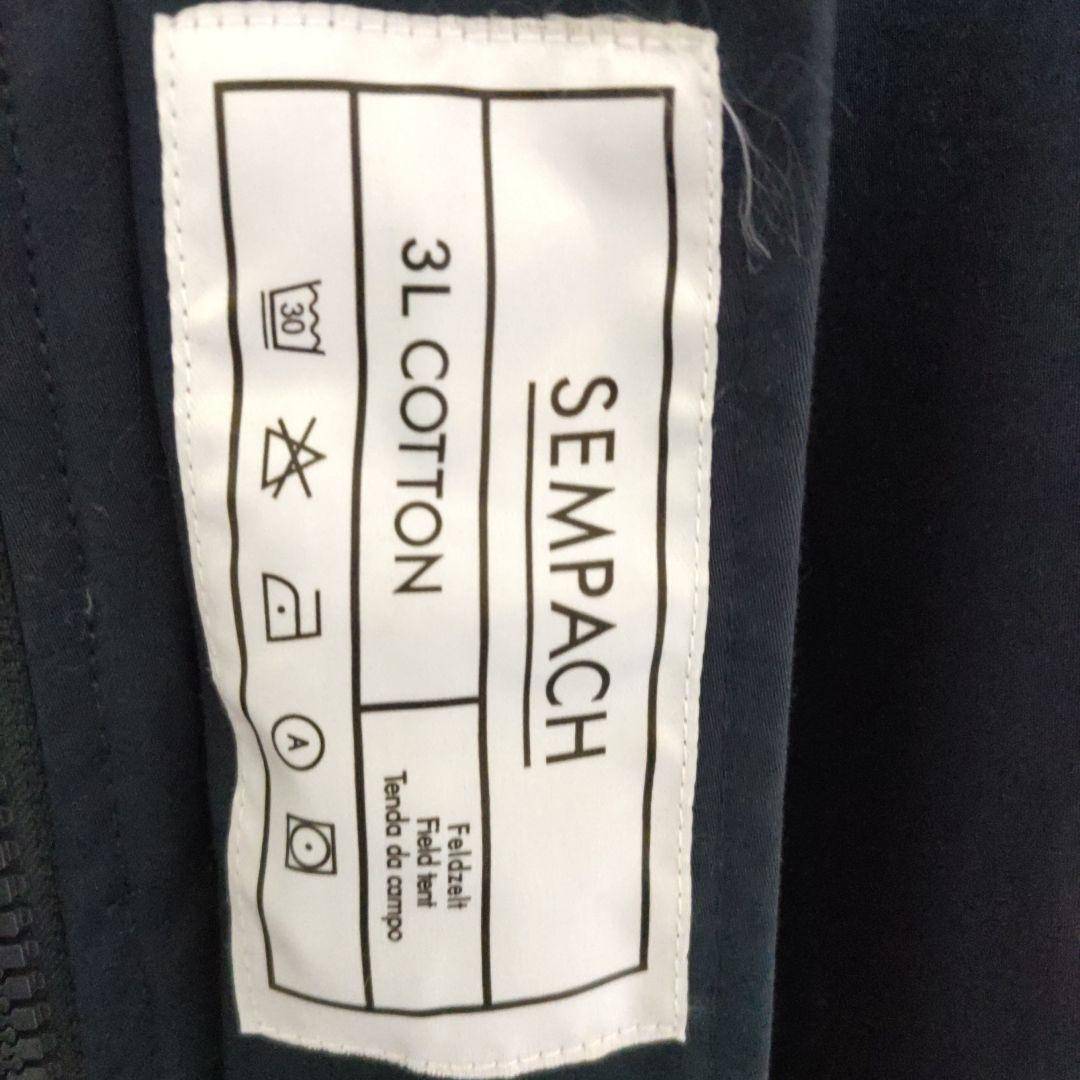 SEMPACH
3L COTTON
Feldzelt
Field tent
Tenda da campo
30
A